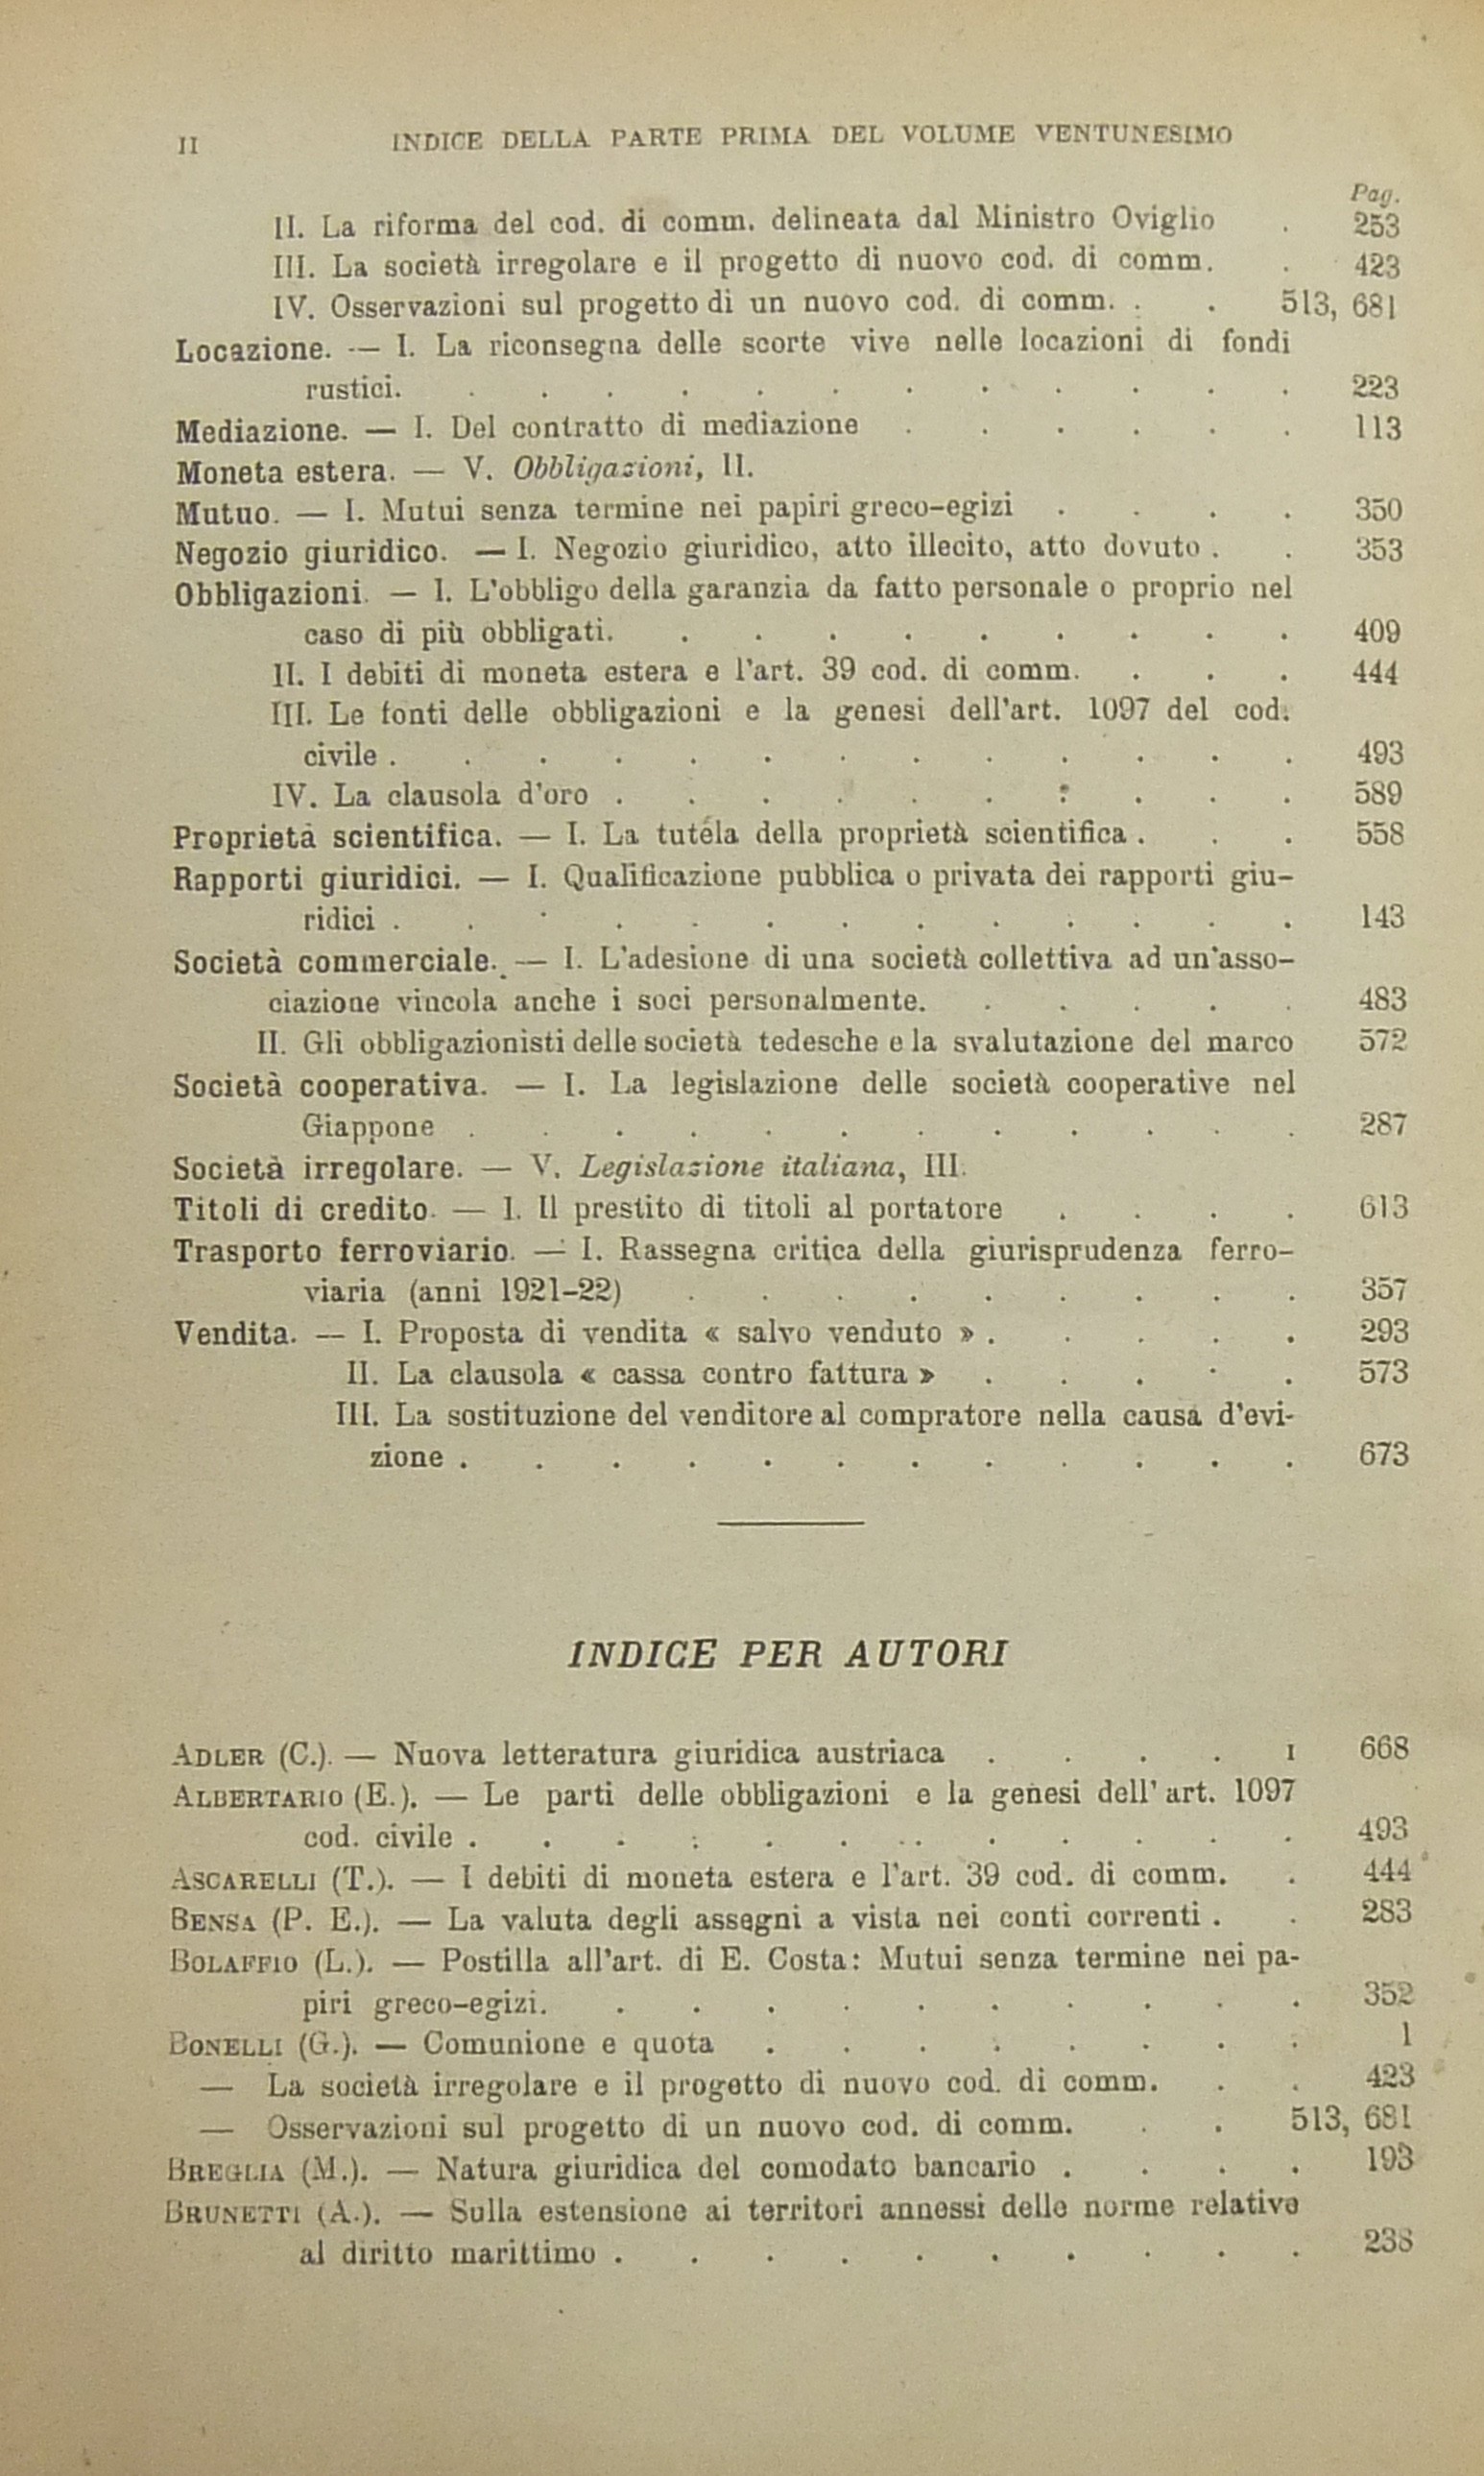 II INDICE DELLA PARTE PRIMA DEL VOLUME VENTUNESIMO
Pag.
II. La riforma del cod. di comm. delineata dal Ministro Oviglio . 253
III. La società irregolare e il progetto di nuovo cod. di comm. . 423
IV. Osservazioni sul progetto di un nuovo cod. di comm. . . 513, 681
Locazione. — I. La riconsegna delle scorte vive nelle locazioni di fondi
rustici. . . . . . . . . . . . . 223
Mediazione. — I. Del contratto di mediazione . . . . . . 113
Moneta estera. — V. Obbligazioni, II.
Mutuo. — I. Mutui senza termine nei papiri greco-egizi . . . . 350
Negozio giuridico. — I. Negozio giuridico, atto illecito, atto dovuto . . 353
Obbligazioni. — I. L'obbligo della garanzia da fatto personale o proprio nel
caso di più obbligati. . . . . . . . . . 409
II. I debiti di moneta estera e l'art. 39 cod. di comm. . . . 444
III. Le fonti delle obbligazioni e la genesi dell'art. 1097 del cod.
civile . . . . . . . . . . . . . 493
IV. La clausola d'oro . . . . . . . . . . 589
Proprietà scientifica. — I. La tutela della proprietà scientifica . . . 558
Rapporti giuridici. — I. Qualificazione pubblica o privata dei rapporti giu-
ridici . . . . . . . . . . . . . 143
Società commerciale. — I. L'adesione di una società collettiva ad un'asso-
ciazione vincola anche i soci personalmente. . . . . . 483
II. Gli obbligazionisti delle società tedesche e la svalutazione del marco 572
Società cooperativa. — I. La legislazione delle società cooperative nel
Giappone . . . . . . . . . . . . 287
Società irregolare. — V. Legislazione italiana, III.
Titoli di credito. — I. Il prestito di titoli al portatore . . . . 613
Trasporto ferroviario. — I. Rassegna critica della giurisprudenza ferro-
viaria (anni 1921-22) . . . . . . . . . 357
Vendita. — I. Proposta di vendita « salvo venduto » . . . . . 293
II. La clausola « cassa contro fattura » . . . . . 573
III. La sostituzione del venditore al compratore nella causa d'evi-
zione . . . . . . . . . . . . 673
INDICE PER AUTORI
ADLER (C.). — Nuova letteratura giuridica austriaca . . . . I 668
ALBERTARIO (E.). — Le parti delle obbligazioni e la genesi dell'art. 1097
cod. civile . . . . . . . . . . . . 493
ASCARELLI (T.). — I debiti di moneta estera e l'art. 39 cod. di comm. . 444
BENSA (P. E.). — La valuta degli assegni a vista nei conti correnti . . 283
BOLAFFIO (L.). — Postilla all'art. di E. Costa: Mutui senza termine nei pa-
piri greco-egizi. . . . . . . . . . . 352
BONELLI (G.). — Comunione e quota . . . . . . . . 1
— La società irregolare e il progetto di nuovo cod. di comm. . . 423
— Osservazioni sul progetto di un nuovo cod. di comm. . . 513, 681
BREGLIA (M.). — Natura giuridica del comodato bancario . . . . 193
BRUNETTI (A.). — Sulla estensione ai territori annessi delle norme relative
al diritto marittimo . . . . . . . . . . 238